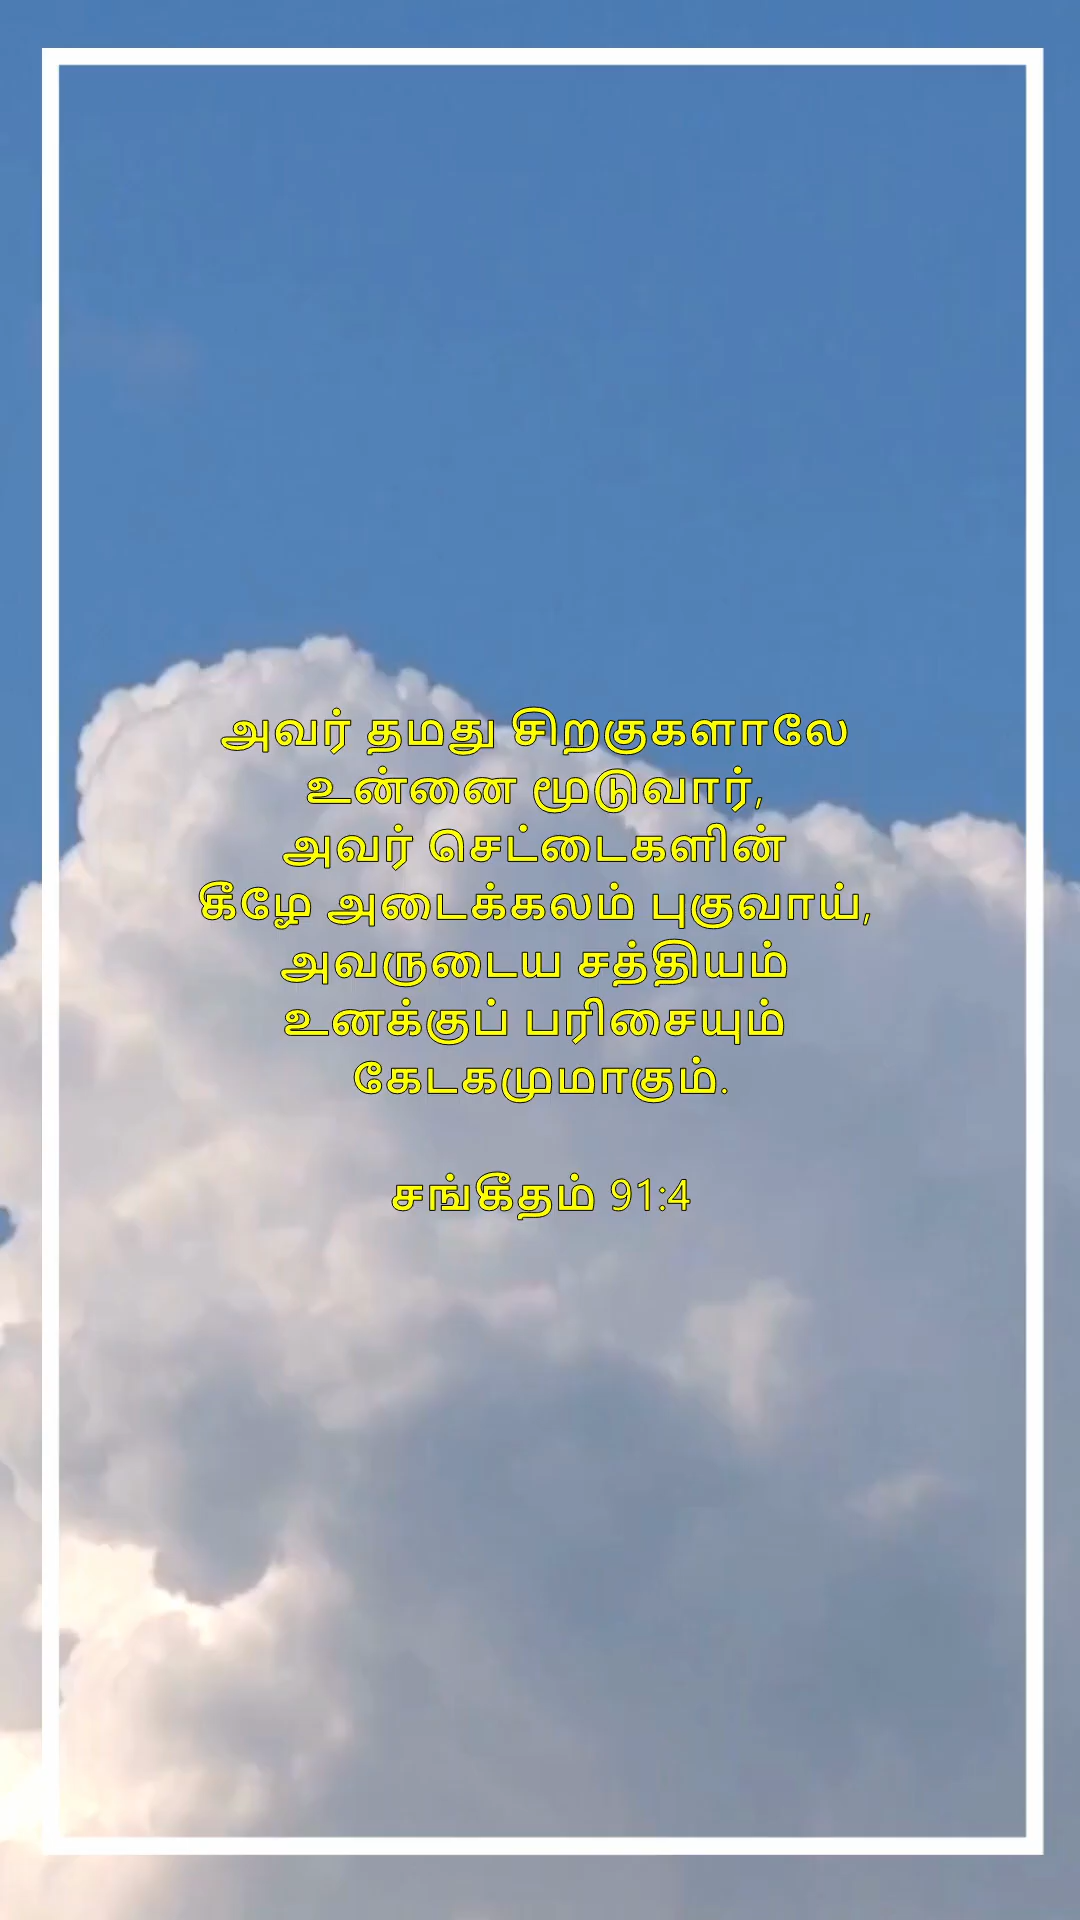 அவர் தமது சிறகுகளாலே
உன்னை மூடுவார்,
அவர் செட்டைகளின்
கீழே அடைக்கலம் புகுவாய்,
அவருடைய சத்தியம்
உனக்குப் பரிசையும்
கேடகமுமாகும்.
சங்கீதம் 91:4